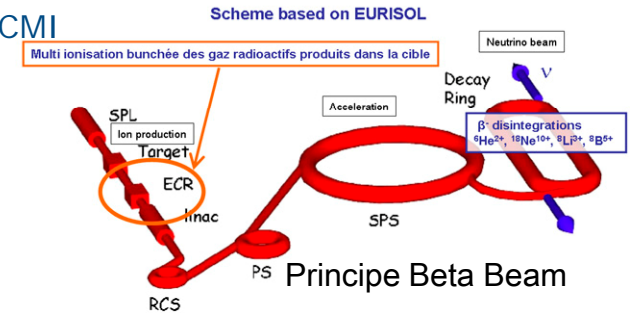 Scheme based on EURISOL
CMI
Multi ionisation bunchée des gaz radioactifs produits dans la cible
Neutrino beam
ν
Decay
Ring
Acceleration
SPL
Ion production
Target
ECR
linac
β- disintegrations
⁶He²⁺, ¹⁸Ne¹⁰⁺, ⁸Li³⁺, ⁸B⁵⁺
SPS
PS
Principe Beta Beam
RCS